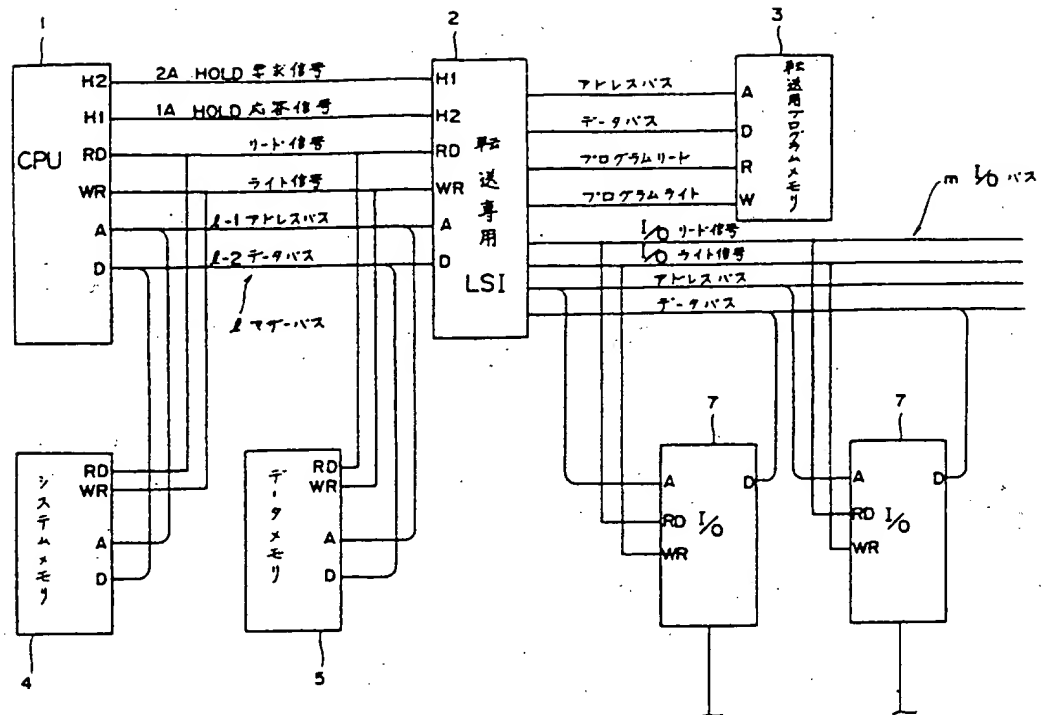 1
2
3
CPU
H2
H1
RD
WR
A
D
2A HOLD 要求信号
1A HOLD 応答信号
リード信号
ライト信号
l-1 アドレスバス
l-2 データバス
l マザーバス
H1
H2
RD
WR
A
D
転送専用
LSI
アドレスバス
データバス
プログラムリード
プログラムライト
A
D
R
W
転送用プログラムメモリ
m I/Oバス
I/O リード信号
I/O ライト信号
アドレスバス
データバス
RD
WR
A
D
システムメモリ
4
RD
WR
A
D
データメモリ
5
7
A
D
RD
I/O
WR
7
A
D
RD
I/O
WR